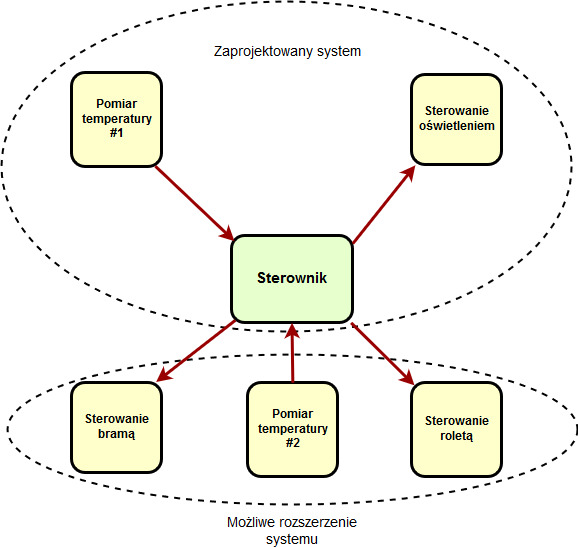 Zaprojektowany system
Pomiar
temperatury
#1
Sterowanie
oświetleniem
Sterownik
Sterowanie
bramą
Pomiar
temperatury
#2
Sterowanie
roletą
Możliwe rozszerzenie
systemu